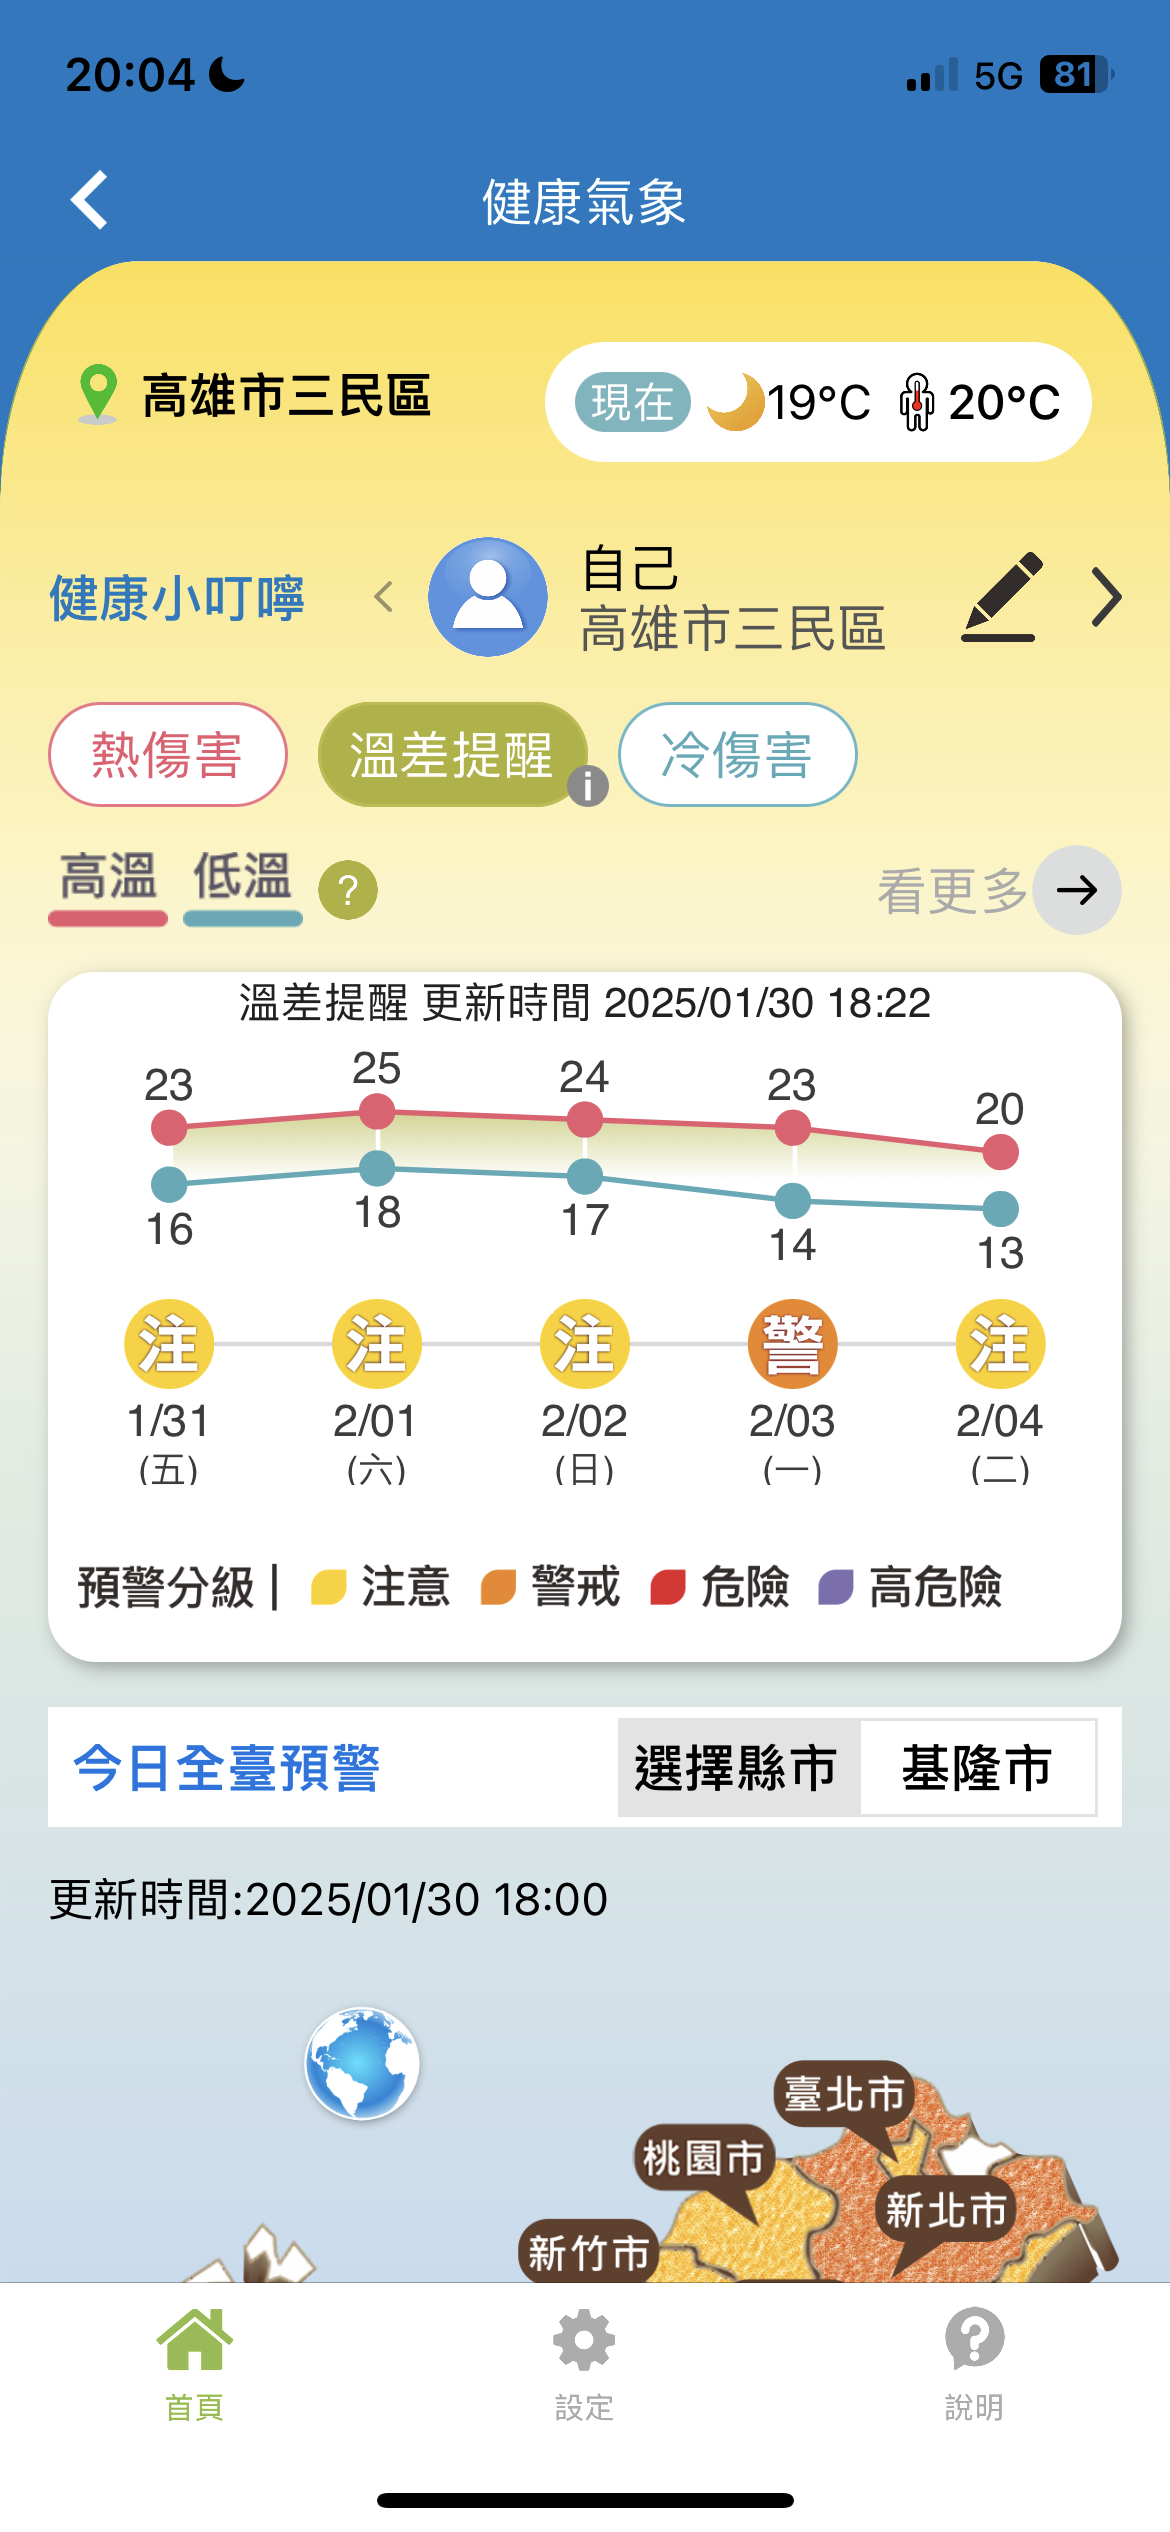 20:04 5G 81
健康氣象
高雄市三民區 現在 19°C 20°C
健康小叮嚀 自己
高雄市三民區
熱傷害 溫差提醒 i 冷傷害
高溫 低溫 ? 看更多
溫差提醒 更新時間 2025/01/30 18:22
23 25 24 23 20
16 18 17 14 13
注 注 注 警 注
1/31 2/01 2/02 2/03 2/04
(五) (六) (日) (一) (二)
預警分級| 注意 警戒 危險 高危險
今日全臺預警 選擇縣市 基隆市
更新時間:2025/01/30 18:00
臺北市
桃園市
新北市
新竹市
首頁 設定 說明